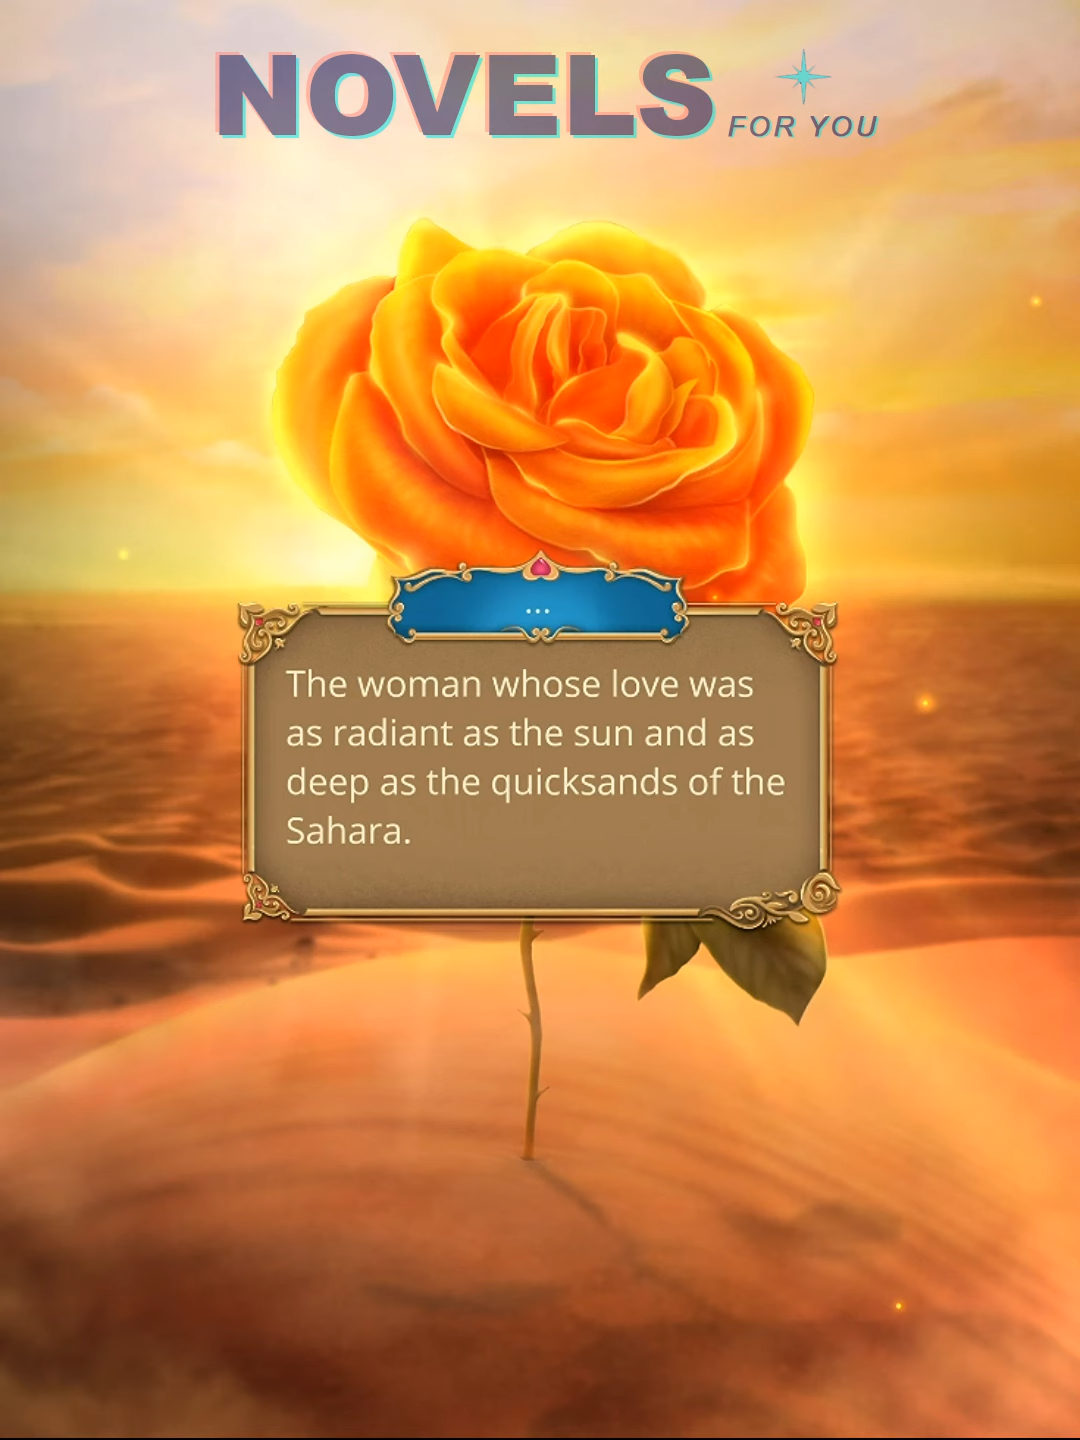 NOVELS
FOR YOU
...
The woman whose love was
as radiant as the sun and as
deep as the quicksands of the
Sahara.